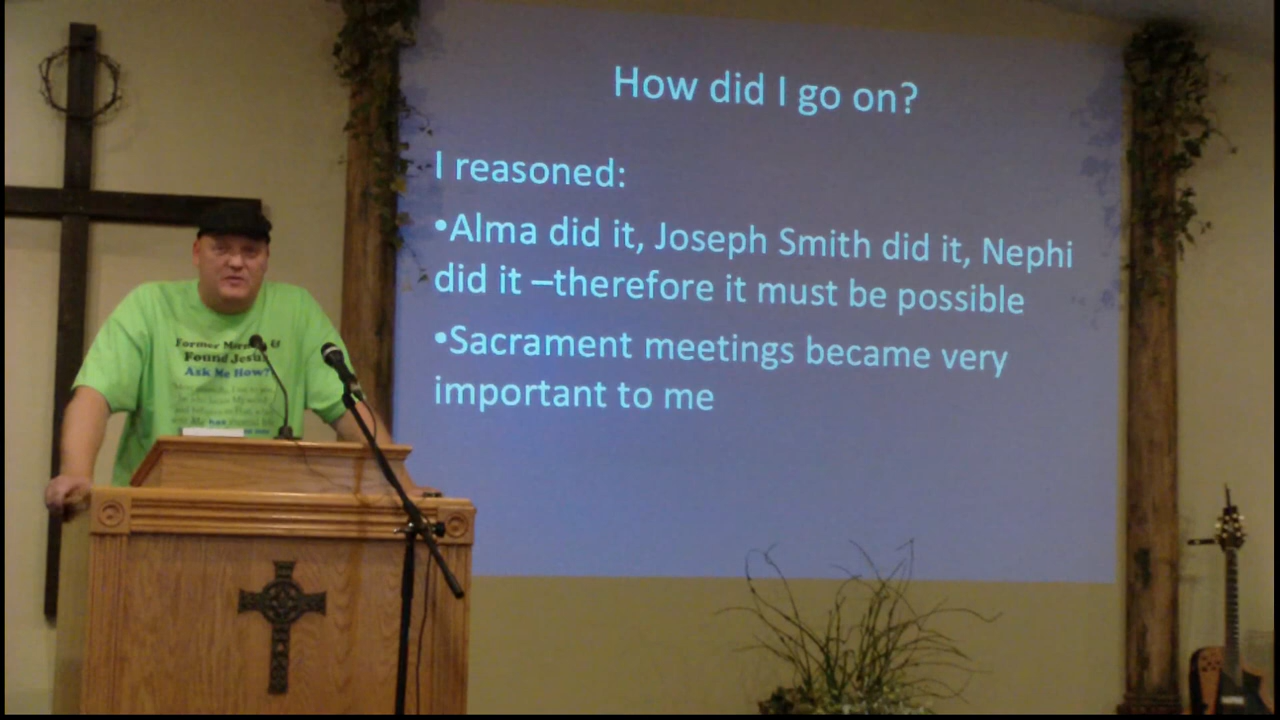 How did I go on?
I reasoned:
•Alma did it, Joseph Smith did it, Nephi
did it –therefore it must be possible
•Sacrament meetings became very
important to me
Former &
Found Jesus
Ask Me How?